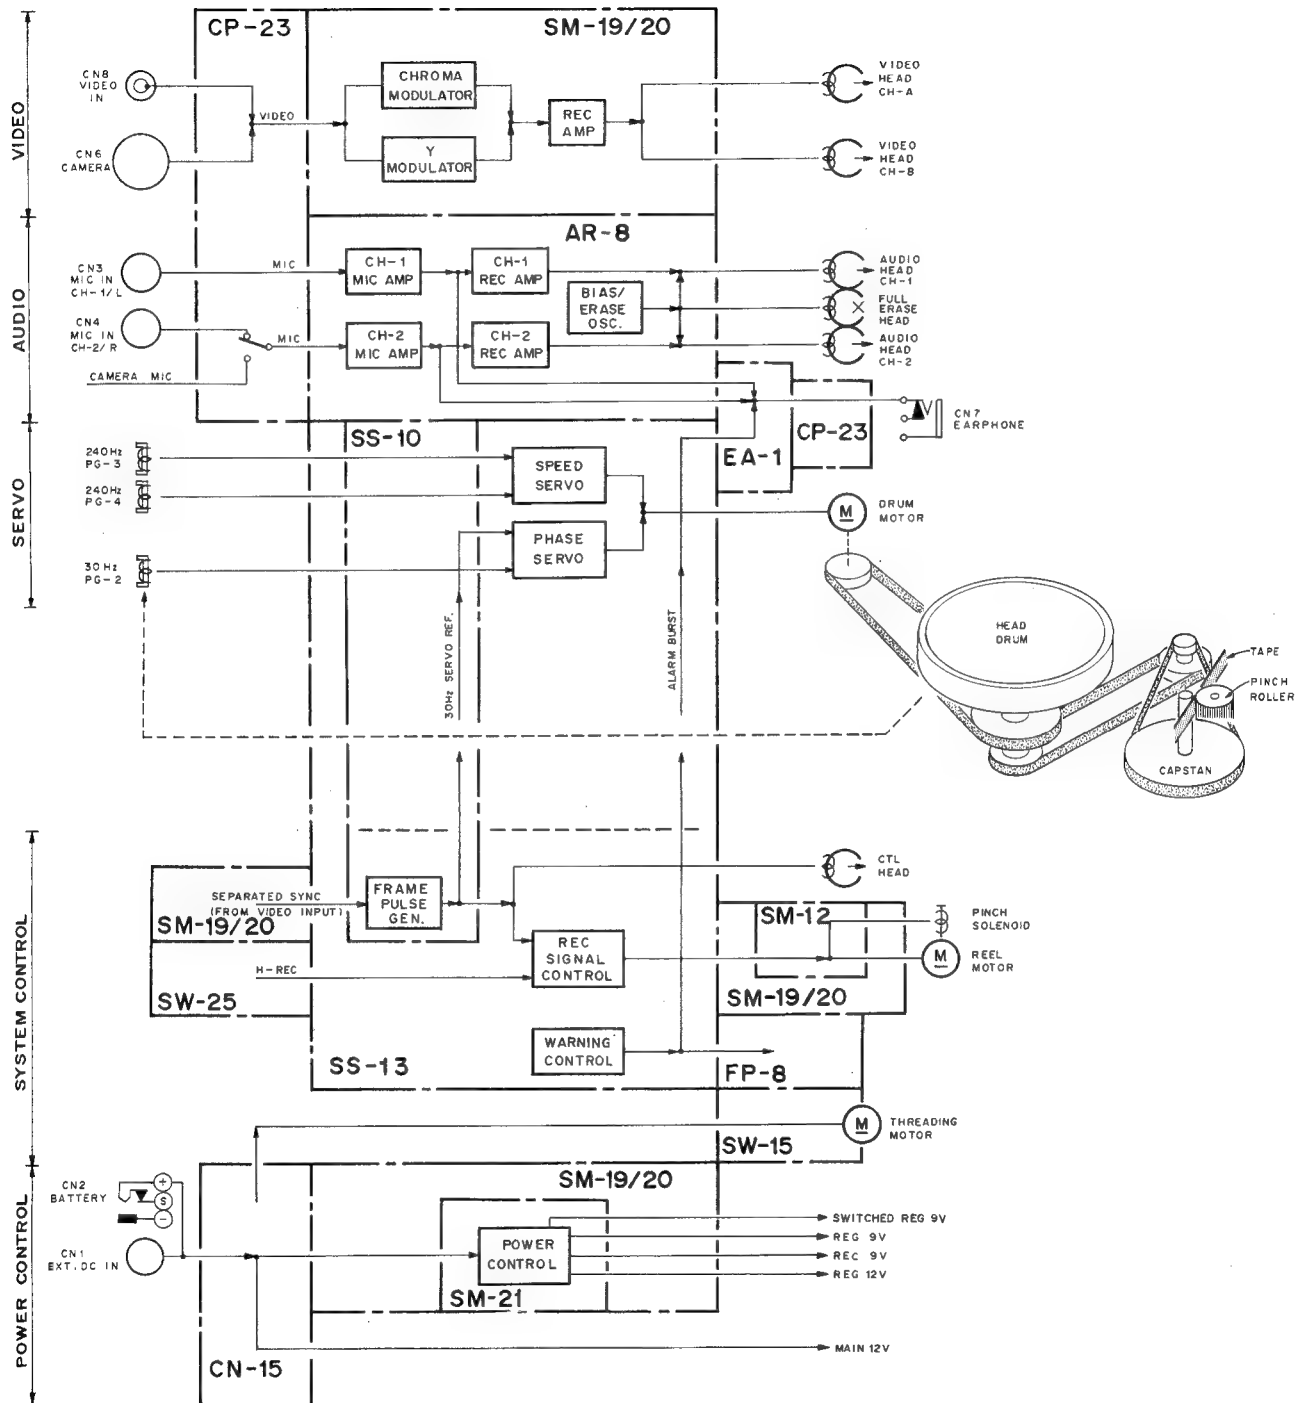 VIDEO
CP-23
SM-19/20
CN8
VIDEO
IN
CN6
CAMERA
VIDEO
CHROMA
MODULATOR
Y
MODULATOR
REC
AMP
VIDEO
HEAD
CH-A
VIDEO
HEAD
CH-B
AUDIO
AR-8
CN3
MIC IN
CH-1/L
MIC
CH-1
MIC AMP
CH-1
REC AMP
BIAS/
ERASE
OSC.
AUDIO
HEAD
CH-1
FULL
ERASE
HEAD
AUDIO
HEAD
CH-2
CN4
MIC IN
CH-2/R
MIC
CH-2
MIC AMP
CH-2
REC AMP
CAMERA MIC
EA-1
CP-23
CN7
EARPHONE
SERVO
SS-10
240Hz
PG-3
240Hz
PG-4
30Hz
PG-2
SPEED
SERVO
PHASE
SERVO
M
DRUM
MOTOR
30Hz SERVO REF.
ALARM BURST
HEAD
DRUM
TAPE
PINCH
ROLLER
CAPSTAN
SYSTEM CONTROL
SEPARATED SYNC
(FROM VIDEO INPUT)
SM-19/20
FRAME
PULSE
GEN.
CTL
HEAD
H-REC
SW-25
REC
SIGNAL
CONTROL
SM-12
SM-19/20
PINCH
SOLENOID
M
REEL
MOTOR
WARNING
CONTROL
SS-13
FP-8
M
THREADING
MOTOR
SW-15
POWER CONTROL
CN2
BATTERY
+
S
−
CN1
EXT. DC IN
SM-19/20
POWER
CONTROL
SM-21
SWITCHED REG 9V
REG 9V
REC 9V
REG 12V
MAIN 12V
CN-15